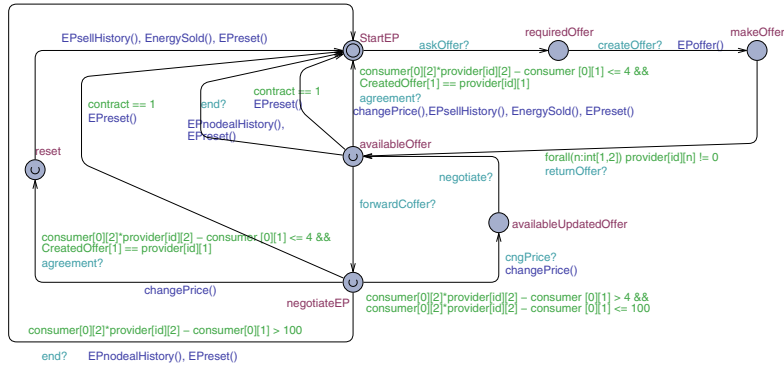 EPsellHistory(), EnergySold(), EPreset()
StartEP
askOffer?
requiredOffer
createOffer?
EPoffer()
makeOffer
consumer[0][2]*provider[id][2] − consumer [0][1] <= 4 &&
CreatedOffer[1] == provider[id][1]
agreement?
changePrice(),EPsellHistory(), EnergySold(), EPreset()
contract == 1
EPreset()
end?
EPnodealHistory(),
EPreset()
contract == 1
EPreset()
reset
availableOffer
forall(n:int[1,2]) provider[id][n] != 0
returnOffer?
negotiate?
forwardCoffer?
availableUpdatedOffer
consumer[0][2]*provider[id][2] − consumer [0][1] <= 4 &&
CreatedOffer[1] == provider[id][1]
agreement?
cngPrice?
changePrice()
changePrice()
negotiateEP
consumer[0][2]*provider[id][2] − consumer [0][1] > 4 &&
consumer[0][2]*provider[id][2] − consumer [0][1] <= 100
consumer[0][2]*provider[id][2] − consumer[0][1] > 100
end? EPnodealHistory(), EPreset()